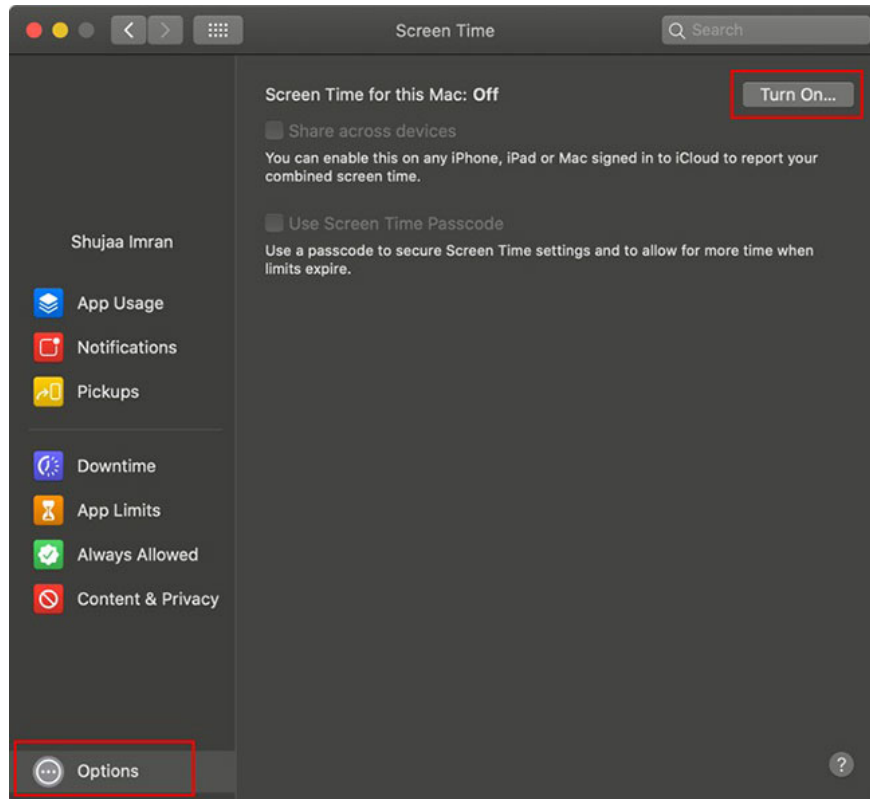 Screen Time
Search
Screen Time for this Mac: Off
Turn On...
Share across devices
You can enable this on any iPhone, iPad or Mac signed in to iCloud to report your
combined screen time.
Use Screen Time Passcode
Use a passcode to secure Screen Time settings and to allow for more time when
limits expire.
Shujaa Imran
App Usage
Notifications
Pickups
Downtime
App Limits
Always Allowed
Content & Privacy
Options
?